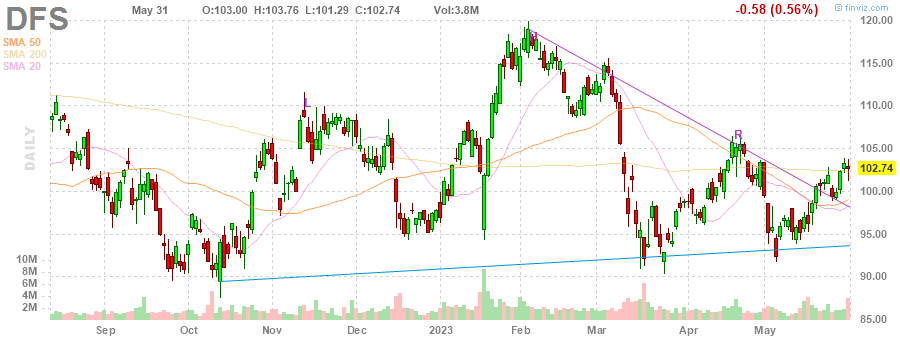 DFS May 31 O:103.00 H:103.76 L:101.29 C:102.74 Vol:3.8M -0.58 (0.56%) © finviz.com
SMA 50
SMA 200
SMA 20
DAILY
120.00
115.00
110.00
105.00
102.74
100.00
95.00
90.00
85.00
10M
8M
6M
4M
2M
L
R
Sep Oct Nov Dec 2023 Feb Mar Apr May